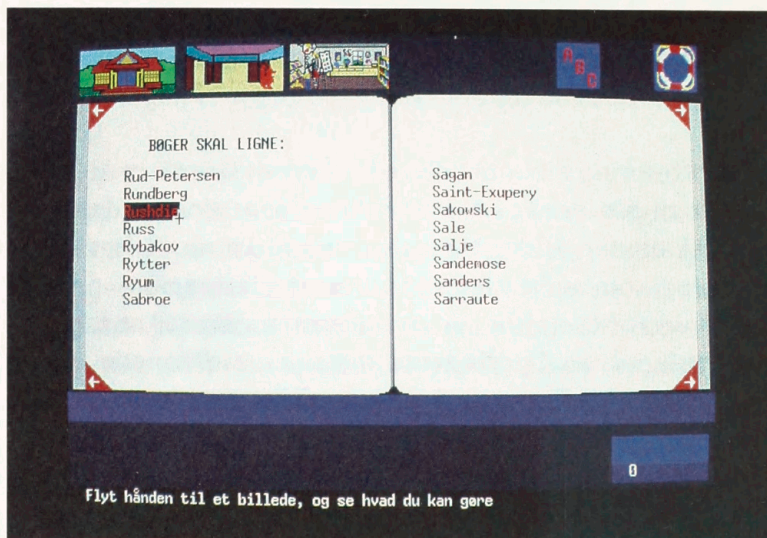 ABC
BØGER SKAL LIGNE:
Rud-Petersen
Rundberg
Rushdie
Russ
Rybakov
Rytter
Ryum
Sabroe
Sagan
Saint-Exupery
Sakowski
Sale
Salje
Sandemose
Sanders
Sarraute
0
Flyt hånden til et billede, og se hvad du kan gøre